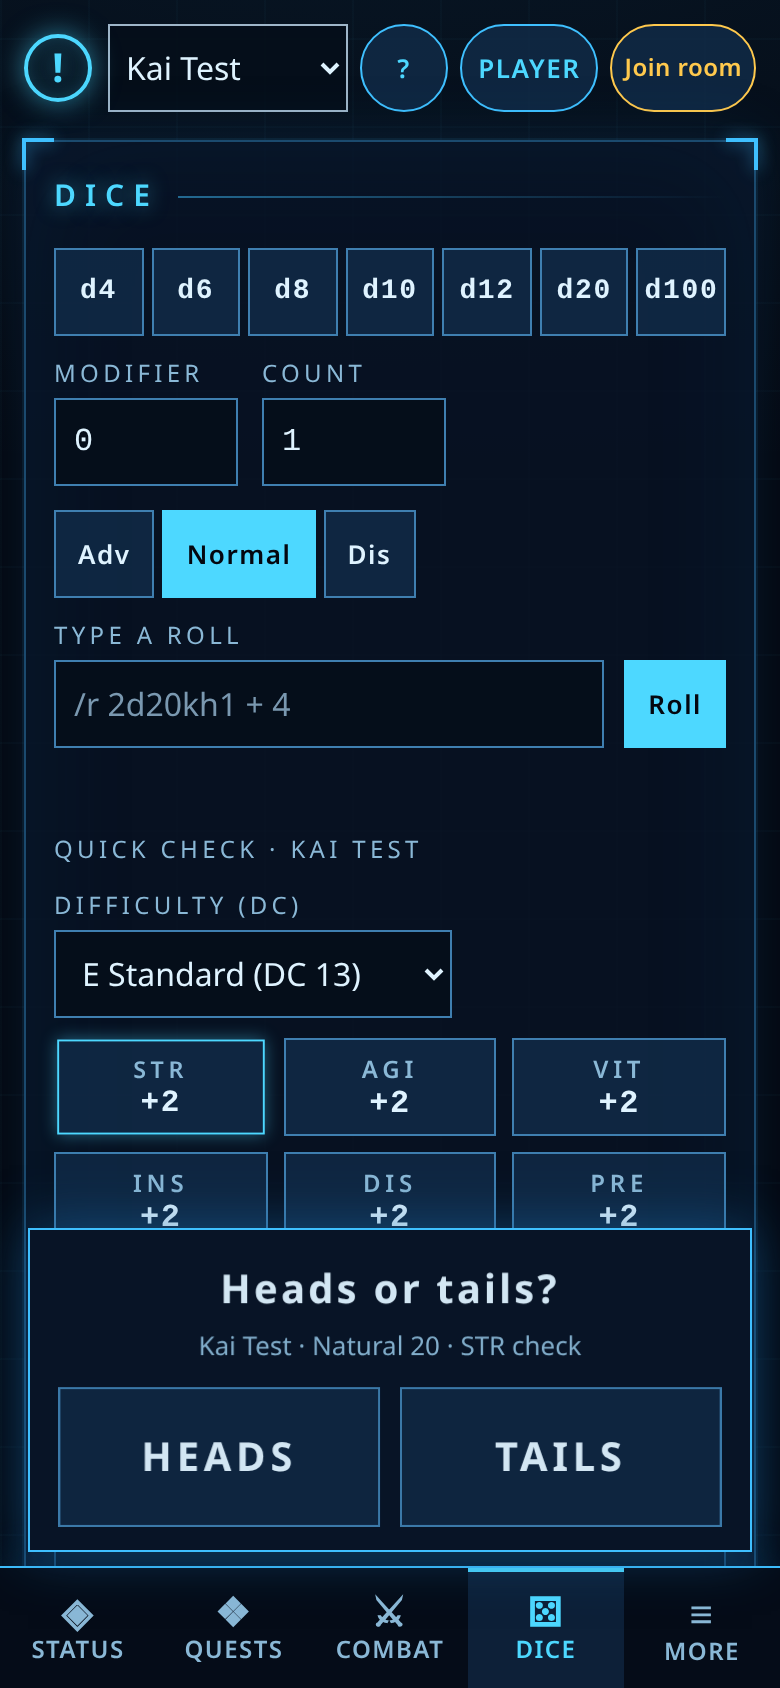 !
Kai Test
?
PLAYER
Join room
DICE
d4 d6 d8 d10 d12 d20 d100
MODIFIER COUNT
0 1
Adv Normal Dis
TYPE A ROLL
/r 2d20kh1 + 4
Roll
QUICK CHECK · KAI TEST
DIFFICULTY (DC)
E Standard (DC 13)
STR AGI VIT
+2 +2 +2
INS DIS PRE
+2 +2 +2
Heads or tails?
Kai Test · Natural 20 · STR check
HEADS TAILS
STATUS QUESTS COMBAT DICE MORE